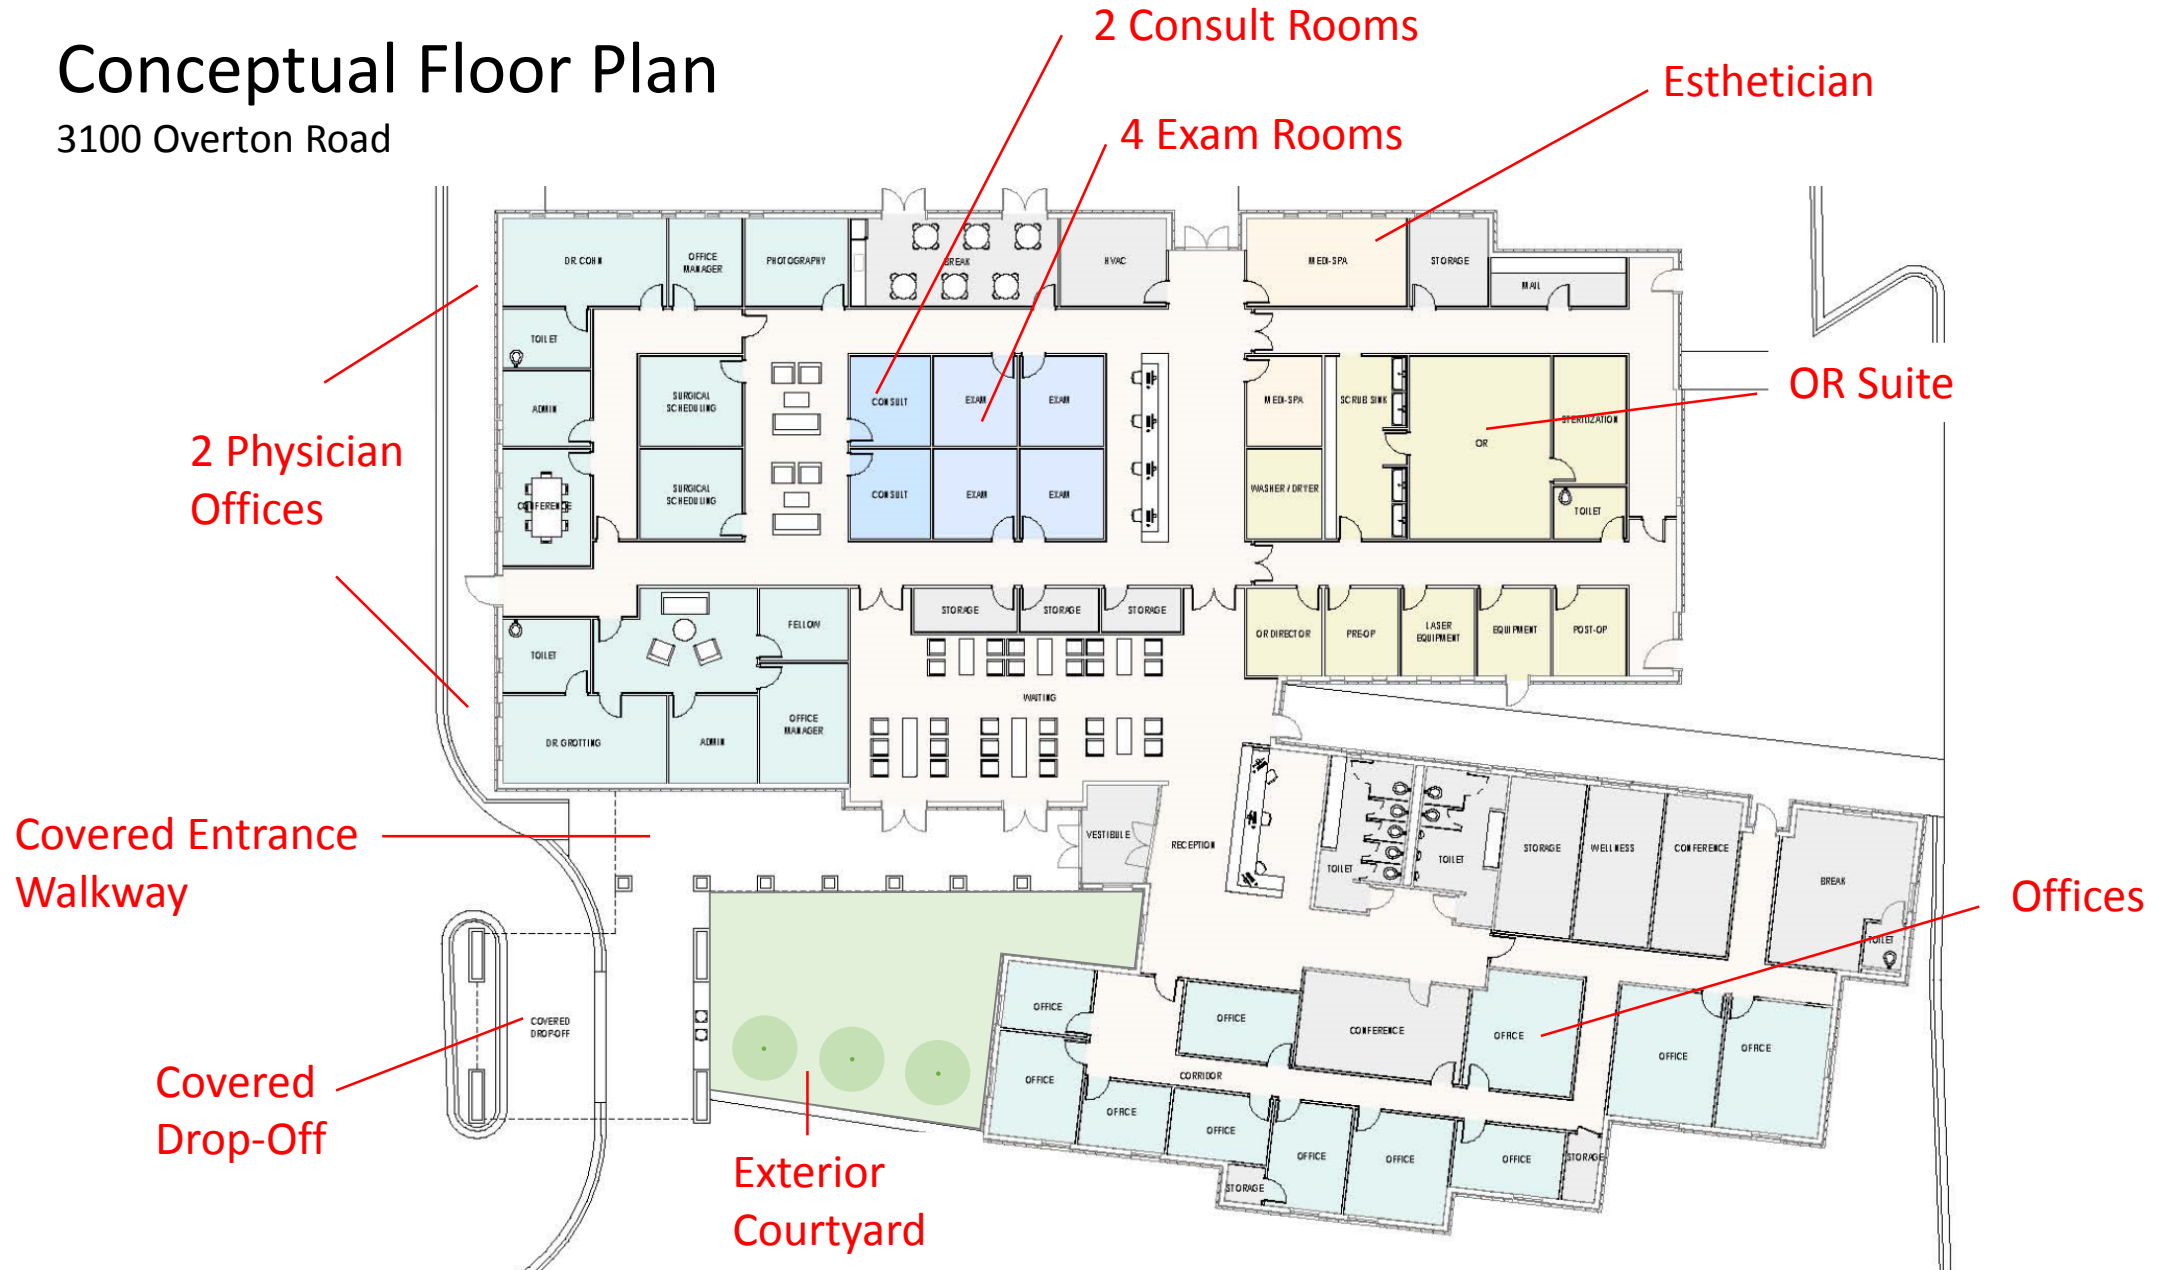 Conceptual Floor Plan
3100 Overton Road
2 Consult Rooms
Esthetician
4 Exam Rooms
OR Suite
2 Physician
Offices
Covered Entrance
Walkway
Offices
Covered
Drop-Off
Exterior
Courtyard
DR. COHN
OFFICE
MANAGER
PHOTOGRAPHY
BREAK
HVAC
MEDI-SPA
STORAGE
MAIL
TOILET
ADMIN
SURGICAL
SCHEDULING
CONSULT
EXAM
EXAM
MEDI-SPA
SCRUB SINK
OR
STERILIZATION
CONFERENCE
SURGICAL
SCHEDULING
CONSULT
EXAM
EXAM
WASHER / DRYER
TOILET
STORAGE
STORAGE
STORAGE
FELLOW
OR DIRECTOR
PRE-OP
LASER
EQUIPMENT
EQUIPMENT
POST-OP
TOILET
WAITING
DR. GROTTING
ADMIN
OFFICE
MANAGER
VESTIBULE
RECEPTION
TOILET
TOILET
STORAGE
WELLNESS
CONFERENCE
BREAK
TOILET
COVERED
DROP-OFF
OFFICE
OFFICE
CONFERENCE
OFFICE
OFFICE
OFFICE
OFFICE
CORRIDOR
OFFICE
OFFICE
OFFICE
OFFICE
OFFICE
STORAGE
STORAGE